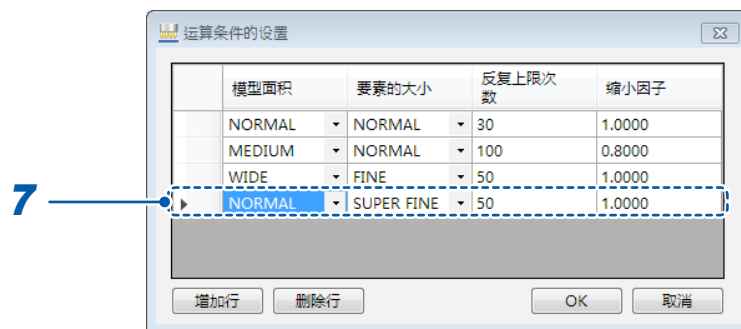 运算条件的设置
模型面积 要素的大小 反复上限次数 缩小因子
NORMAL NORMAL 30 1.0000
MEDIUM NORMAL 100 0.8000
WIDE FINE 50 1.0000
7 NORMAL SUPER FINE 50 1.0000
增加行 删除行 OK 取消